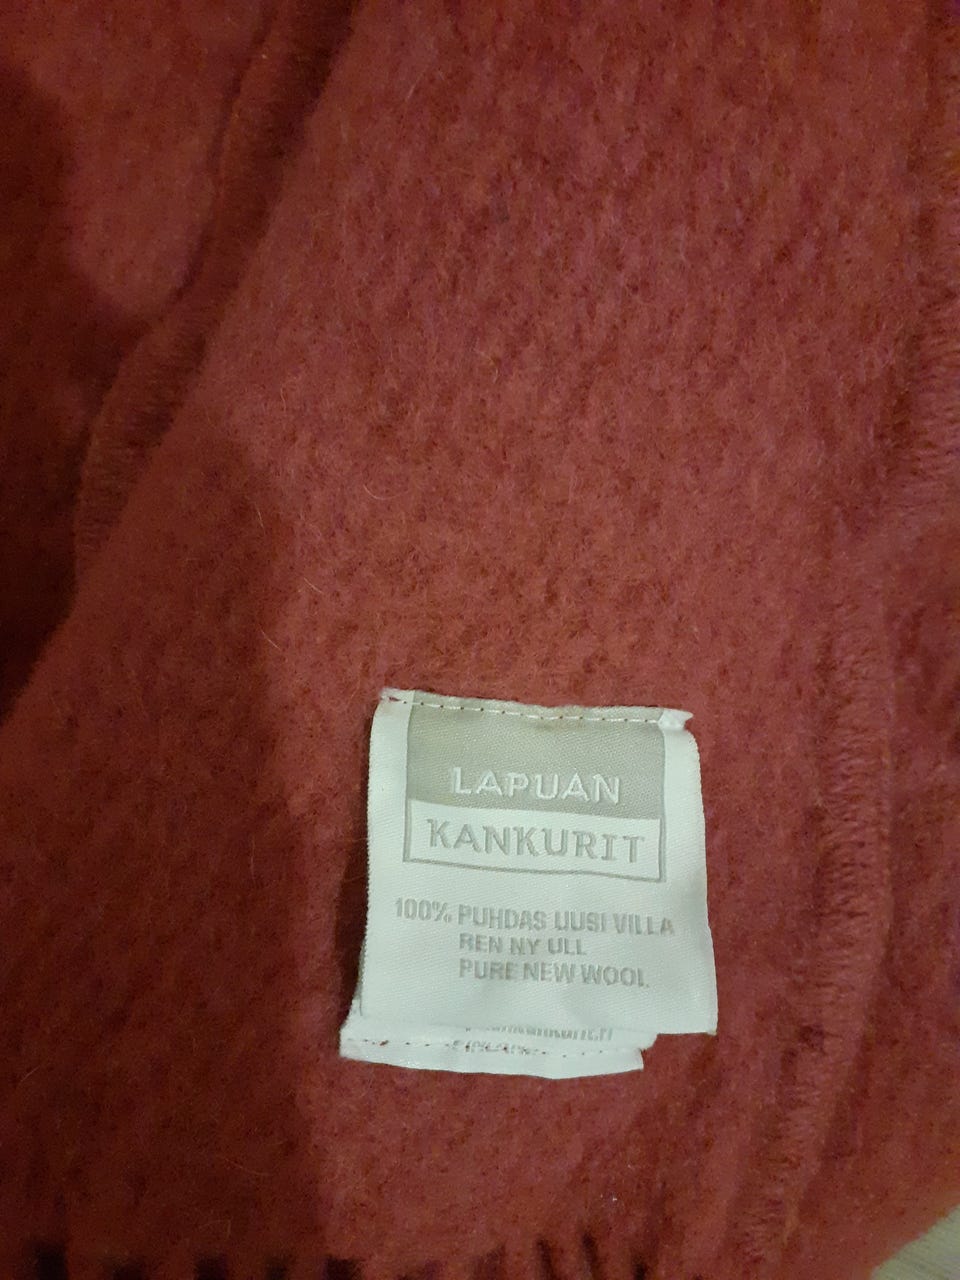 LAPUAN
KANKURIT
100% PUHDAS UUSI VILLA
REN NY ULL
PURE NEW WOOL